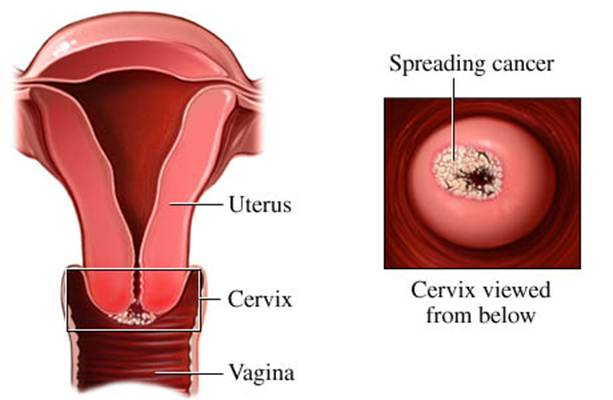 Spreading cancer
Uterus
Cervix
Vagina
Cervix viewed
from below